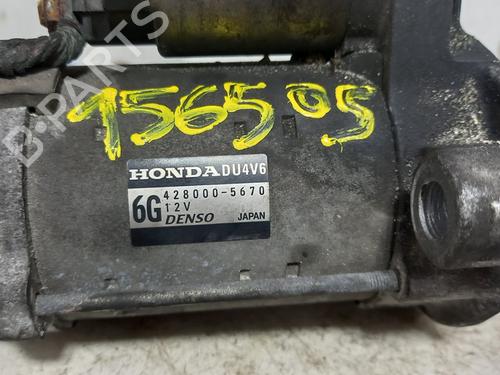 156505
HONDA DU4V6
6G 428000-5670
12V
DENSO JAPAN
B-PARTS